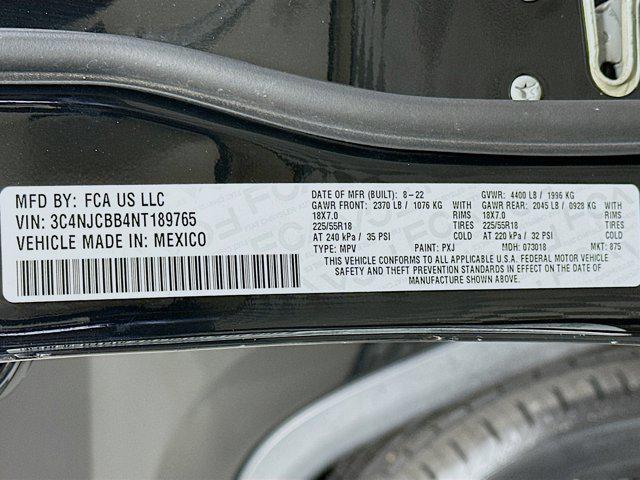 MFD BY: FCA US LLC
VIN: 3C4NJCBB4NT189765
VEHICLE MADE IN: MEXICO
DATE OF MFR (BUILT): 8-22 GVWR: 4400 LB / 1996 KG
GAWR FRONT: 2370 LB / 1076 KG GAWR REAR: 2045 LB / 0928 KG
18X7.0 RIMS 18X7.0 RIMS
225/55R18 TIRES 225/55R18 TIRES
AT 240 kPa / 35 PSI COLD AT 220 kPa / 32 PSI COLD
TYPE: MPV PAINT: PXJ MDH: 073018 MKT: 875
THIS VEHICLE CONFORMS TO ALL APPLICABLE U.S.A. FEDERAL MOTOR VEHICLE
SAFETY AND THEFT PREVENTION STANDARDS IN EFFECT ON THE DATE OF
MANUFACTURE SHOWN ABOVE.